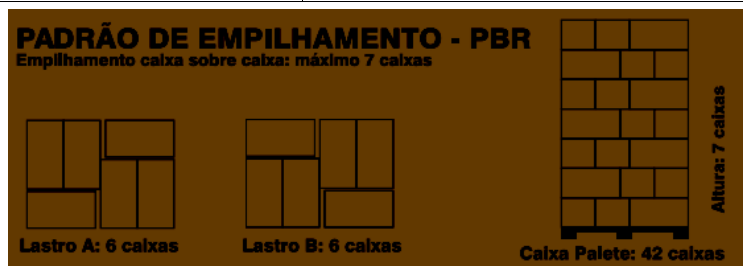 PADRÃO DE EMPILHAMENTO - PBR
Empilhamento caixa sobre caixa: máximo 7 caixas
Lastro A: 6 caixas
Lastro B: 6 caixas
Altura: 7 caixas
Caixa Palete: 42 caixas